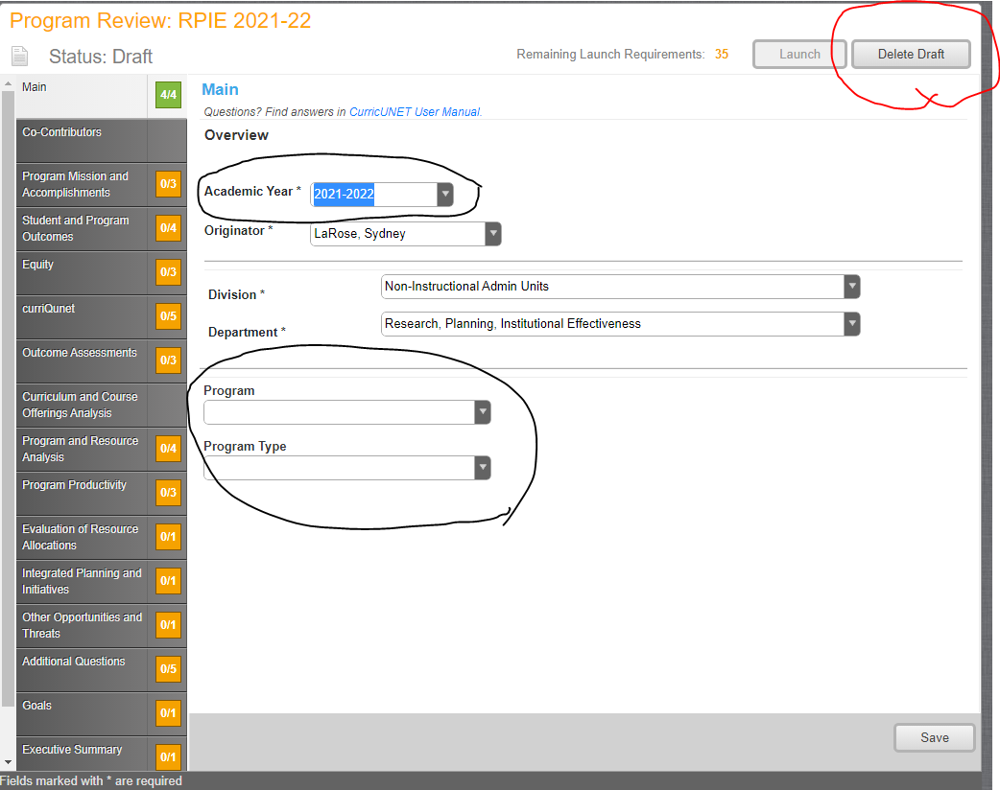 Program Review: RPIE 2021-22
Status: Draft
Remaining Launch Requirements: 35
Launch
Delete Draft
Main
4/4
Co-Contributors
Program Mission and
Accomplishments
0/3
Student and Program
Outcomes
0/4
Equity
0/3
curriQunet
0/5
Outcome Assessments
0/3
Curriculum and Course
Offerings Analysis
Program and Resource
Analysis
0/4
Program Productivity
0/3
Evaluation of Resource
Allocations
0/1
Integrated Planning and
Initiatives
0/1
Other Opportunities and
Threats
0/1
Additional Questions
0/5
Goals
0/1
Executive Summary
0/1
Main
Questions? Find answers in CurricUNET User Manual.
Overview
Academic Year * 2021-2022
Originator * LaRose, Sydney
Division * Non-Instructional Admin Units
Department * Research, Planning, Institutional Effectiveness
Program
Program Type
Save
Fields marked with * are required